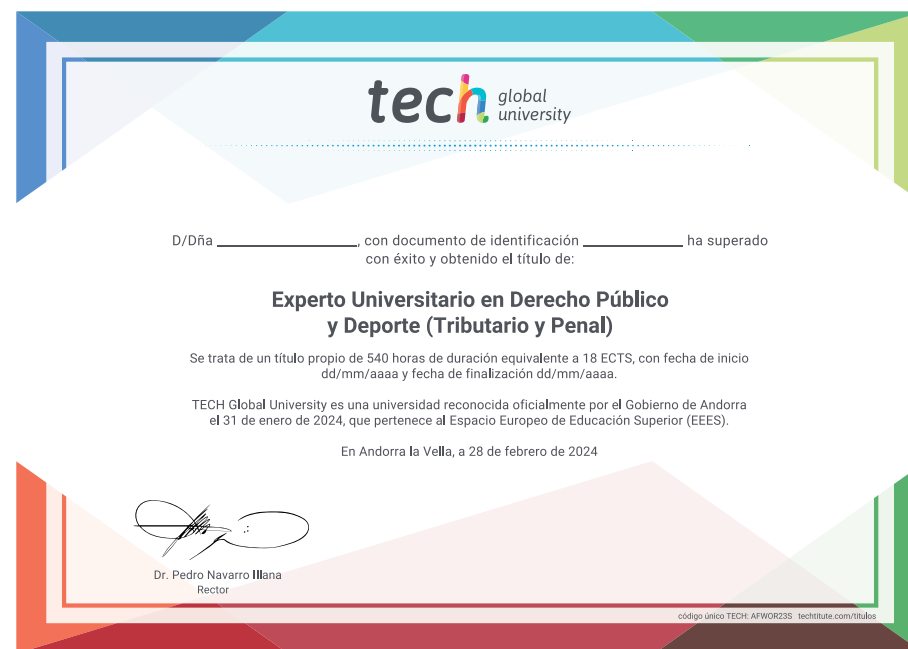 tech global university
D/Dña ____________________, con documento de identificación ______________ ha superado
con éxito y obtenido el título de:
Experto Universitario en Derecho Público
y Deporte (Tributario y Penal)
Se trata de un título propio de 540 horas de duración equivalente a 18 ECTS, con fecha de inicio
dd/mm/aaaa y fecha de finalización dd/mm/aaaa.
TECH Global University es una universidad reconocida oficialmente por el Gobierno de Andorra
el 31 de enero de 2024, que pertenece al Espacio Europeo de Educación Superior (EEES).
En Andorra la Vella, a 28 de febrero de 2024
Dr. Pedro Navarro Illana
Rector
código único TECH: AFWOR23S techtitute.com/titulos